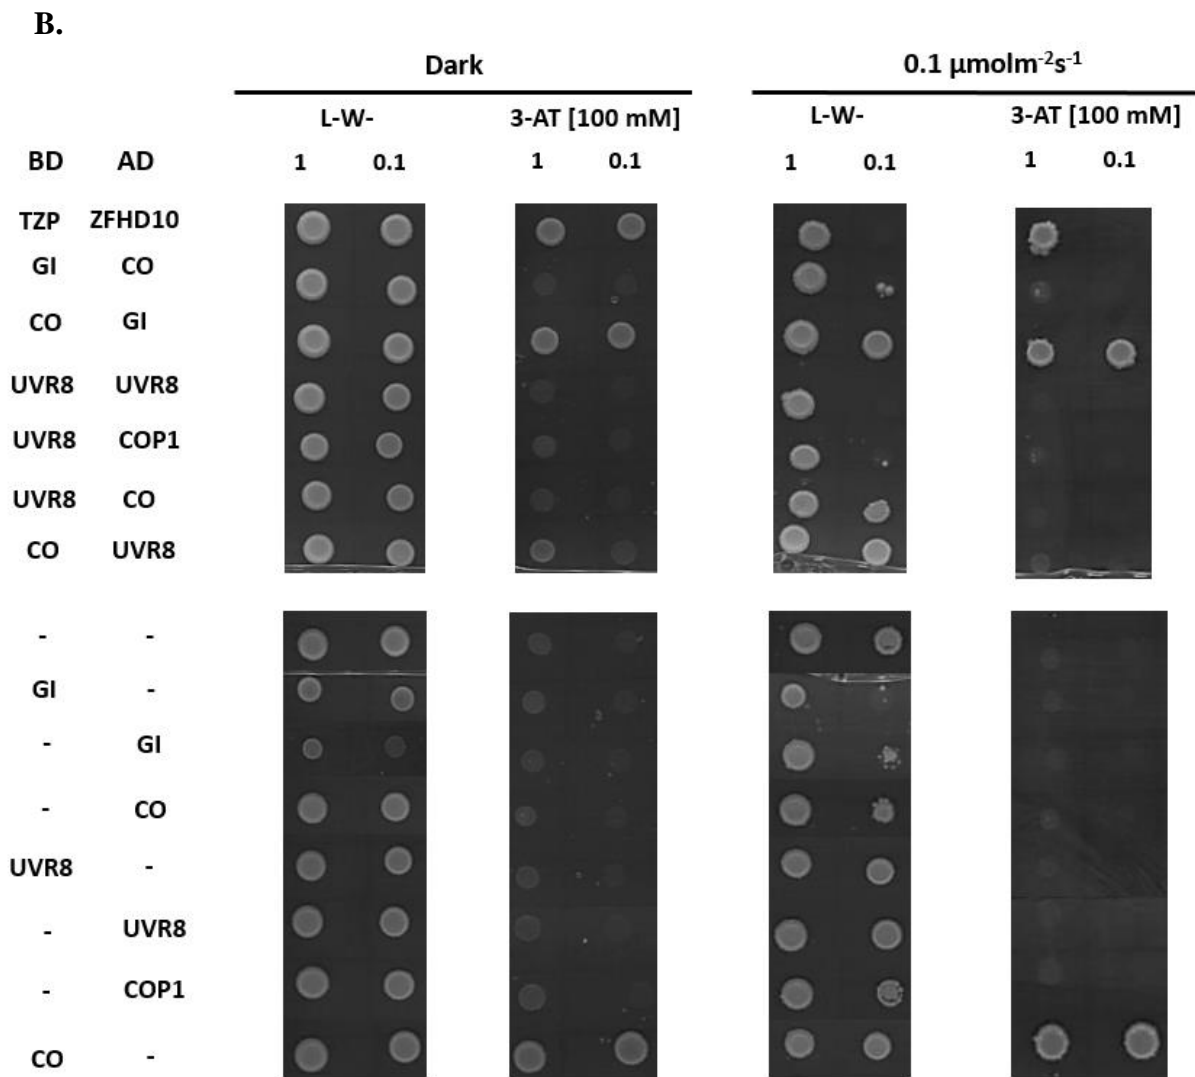 B.
Dark 0.1 µmolm⁻²s⁻¹
L-W- 3-AT [100 mM] L-W- 3-AT [100 mM]
BD AD 1 0.1 1 0.1 1 0.1 1 0.1
TZP ZFHD10
GI CO
CO GI
UVR8 UVR8
UVR8 COP1
UVR8 CO
CO UVR8
- -
GI -
- GI
- CO
UVR8 -
- UVR8
- COP1
CO -